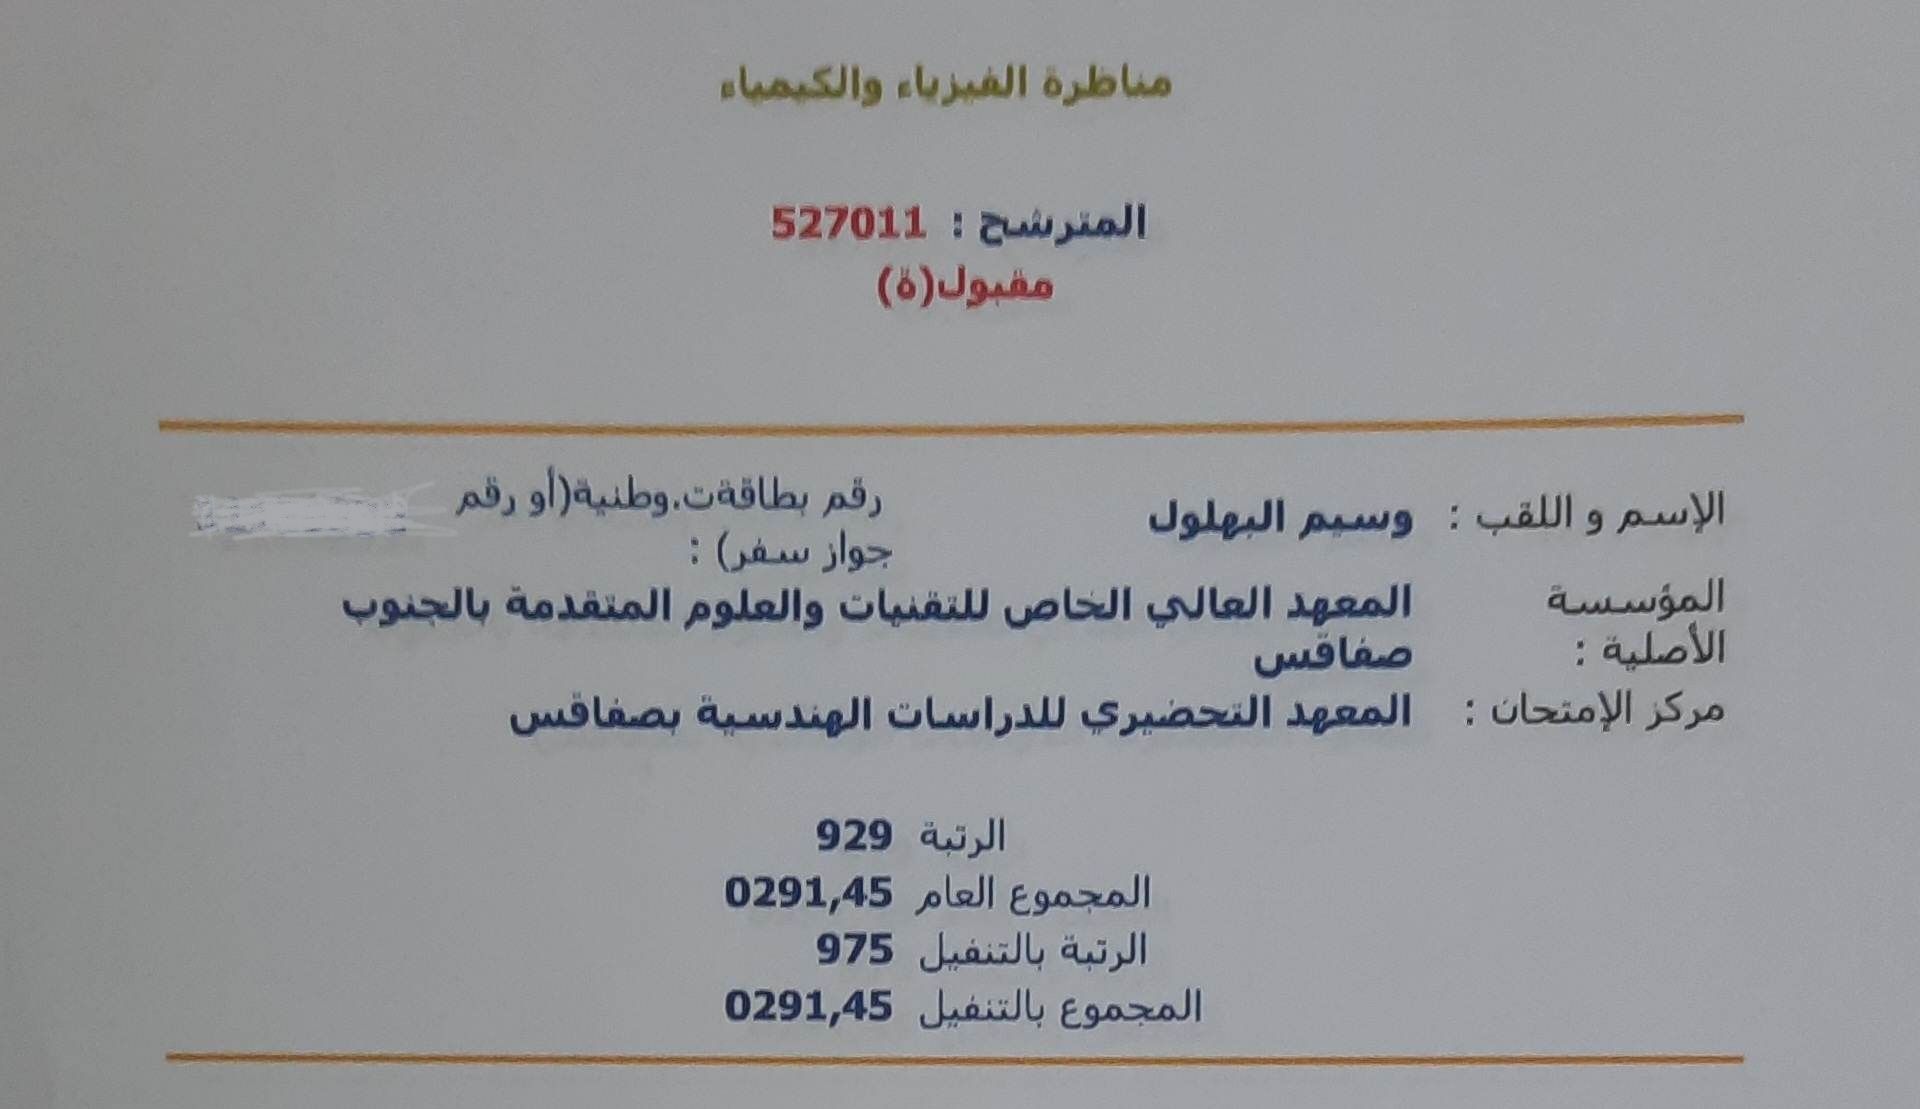 مناظرة الفيزياء والكيمياء
المترشح : 527011
مقبول(ة)
الإسم و اللقب : وسيم البهلول
رقم بطاقةت.وطنية(أو رقم
جواز سفر) :
المؤسسة
الأصلية :
المعهد العالي الخاص للتقنيات والعلوم المتقدمة بالجنوب
صفاقس
مركز الإمتحان : المعهد التحضيري للدراسات الهندسية بصفاقس
الرتبة 929
المجموع العام 0291,45
الرتبة بالتنفيل 975
المجموع بالتنفيل 0291,45